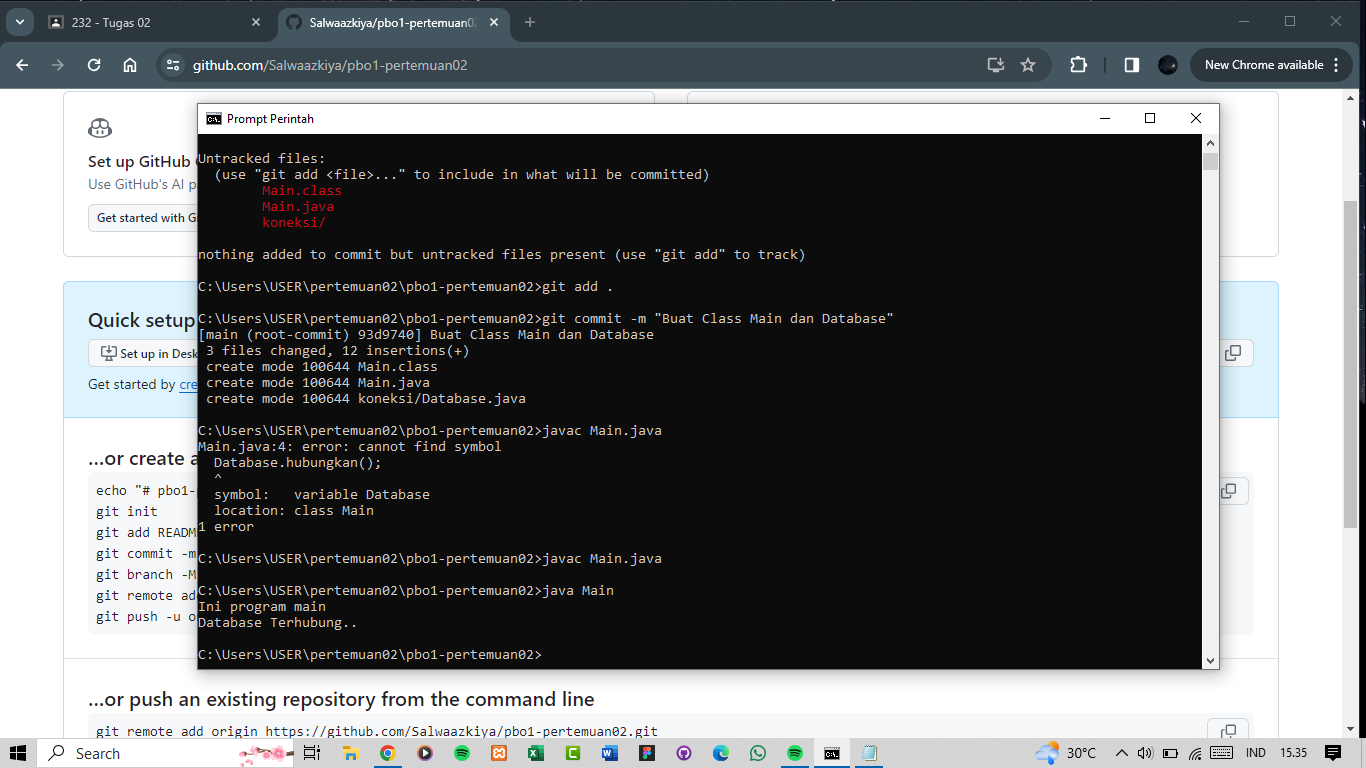 232 - Tugas 02
Salwaazkiya/pbo1-pertemuan02
github.com/Salwaazkiya/pbo1-pertemuan02
New Chrome available
Set up GitHub
Use GitHub's AI
Get started with
Prompt Perintah
Untracked files:
(use "git add <file>..." to include in what will be committed)
Main.class
Main.java
koneksi/
nothing added to commit but untracked files present (use "git add" to track)
C:\Users\USER\pertemuan02\pbo1-pertemuan02>git add .
C:\Users\USER\pertemuan02\pbo1-pertemuan02>git commit -m "Buat Class Main dan Database"
[main (root-commit) 93d9740] Buat Class Main dan Database
3 files changed, 12 insertions(+)
create mode 100644 Main.class
create mode 100644 Main.java
create mode 100644 koneksi/Database.java
C:\Users\USER\pertemuan02\pbo1-pertemuan02>javac Main.java
Main.java:4: error: cannot find symbol
Database.hubungkan();
^
symbol:   variable Database
location: class Main
1 error
C:\Users\USER\pertemuan02\pbo1-pertemuan02>javac Main.java
C:\Users\USER\pertemuan02\pbo1-pertemuan02>java Main
Ini program main
Database Terhubung..
C:\Users\USER\pertemuan02\pbo1-pertemuan02>
Quick setup
Set up in
Get started by
...or create a
echo "# pbo1-
git init
git add
git commit
git branch
git remote
git push -u
...or push an existing repository from the command line
git remote add origin https://github.com/Salwaazkiya/pbo1-pertemuan02.git
Search
30°C
IND
15.35